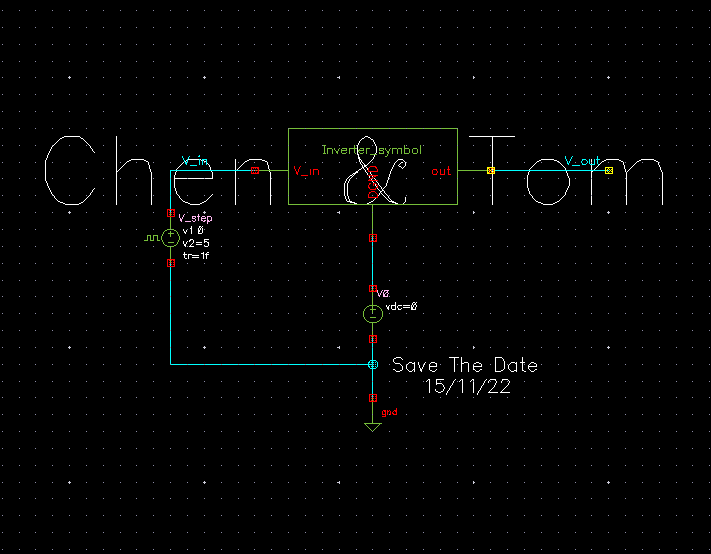 Chen & Tom
Inverter_symbol
V_in
V_in
out
V_out
V_step
v1 0
v2=5
tr=1f
V0
vdc=0
Save The Date
15/11/22
gnd